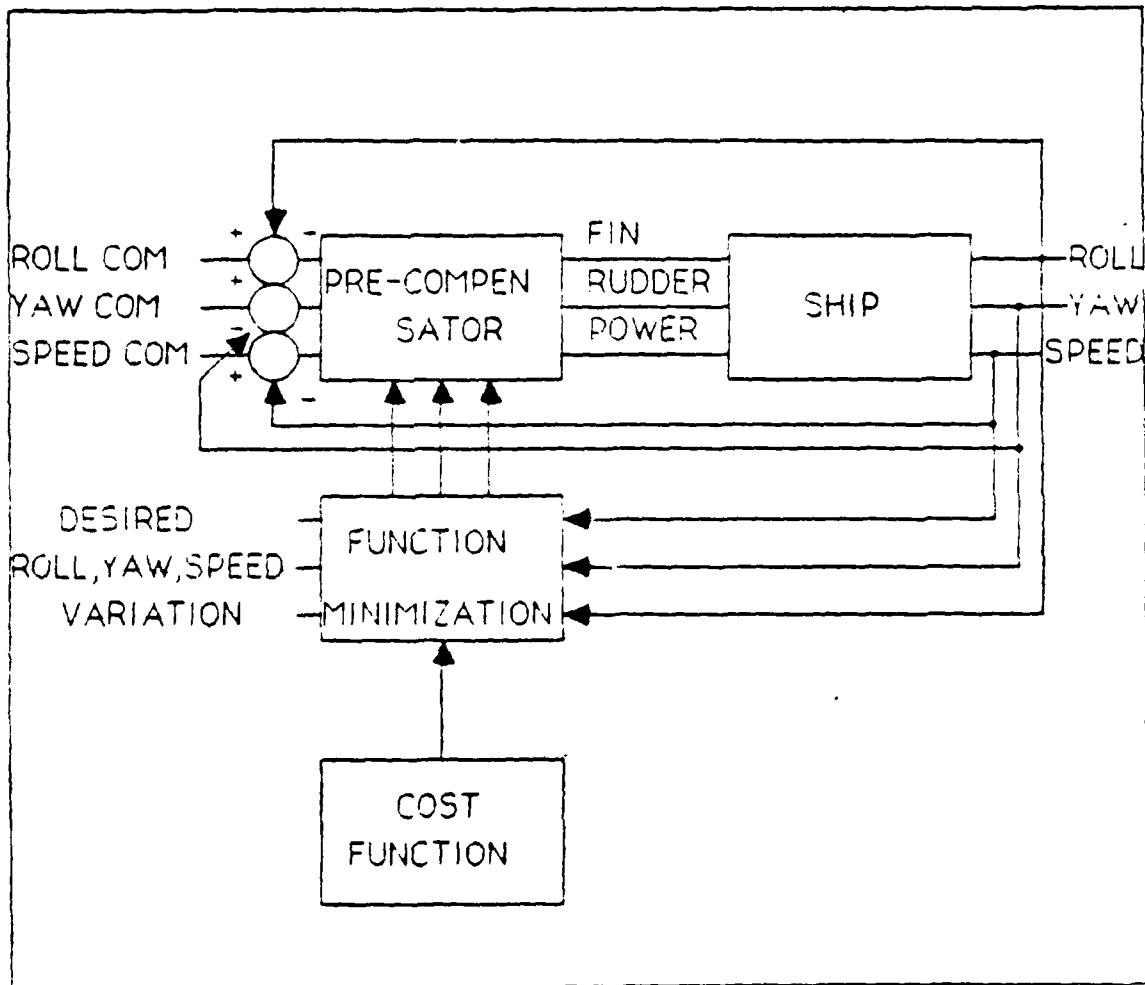 + -
FIN
ROLL COM
ROLL
+
PRE-COMPEN
RUDDER
YAW COM
SHIP
YAW
-
SATOR
POWER
SPEED COM
SPEED
+ -
DESIRED
FUNCTION
ROLL,YAW,SPEED
VARIATION
MINIMIZATION
COST
FUNCTION